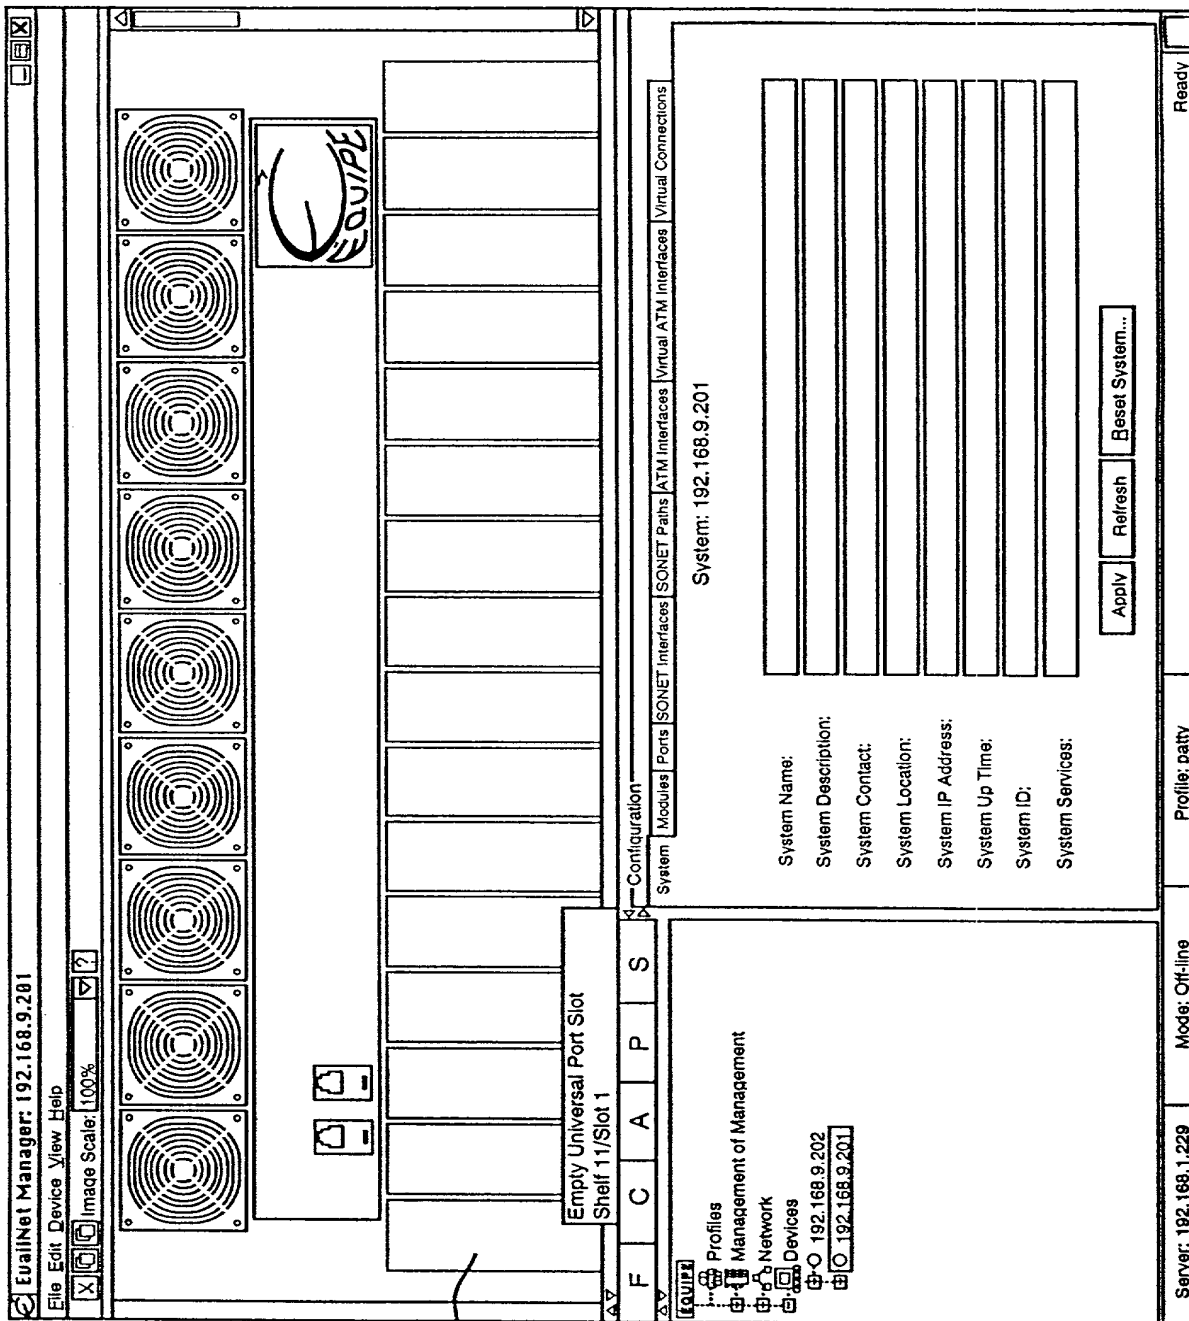 EuaiiNet Manager: 192.168.9.201
File Edit Device View Help
Image Scale: 100% ?
EQUIPE
Empty Universal Port Slot
Shelf 11/Slot 1
F C A P S
EQUIPE
Profiles
Management of Management
Network
Devices
192.168.9.202
192.168.9.201
Configuration
System Modules Ports SONET Interfaces SONET Paths ATM Interfaces Virtual ATM Interfaces Virtual Connections
System: 192.168.9.201
System Name:
System Description:
System Contact:
System Location:
System IP Address:
System Up Time:
System ID:
System Services:
Apply Refresh Reset System...
Server: 192.168.1.229 Mode: Off-line Profile: patty Ready